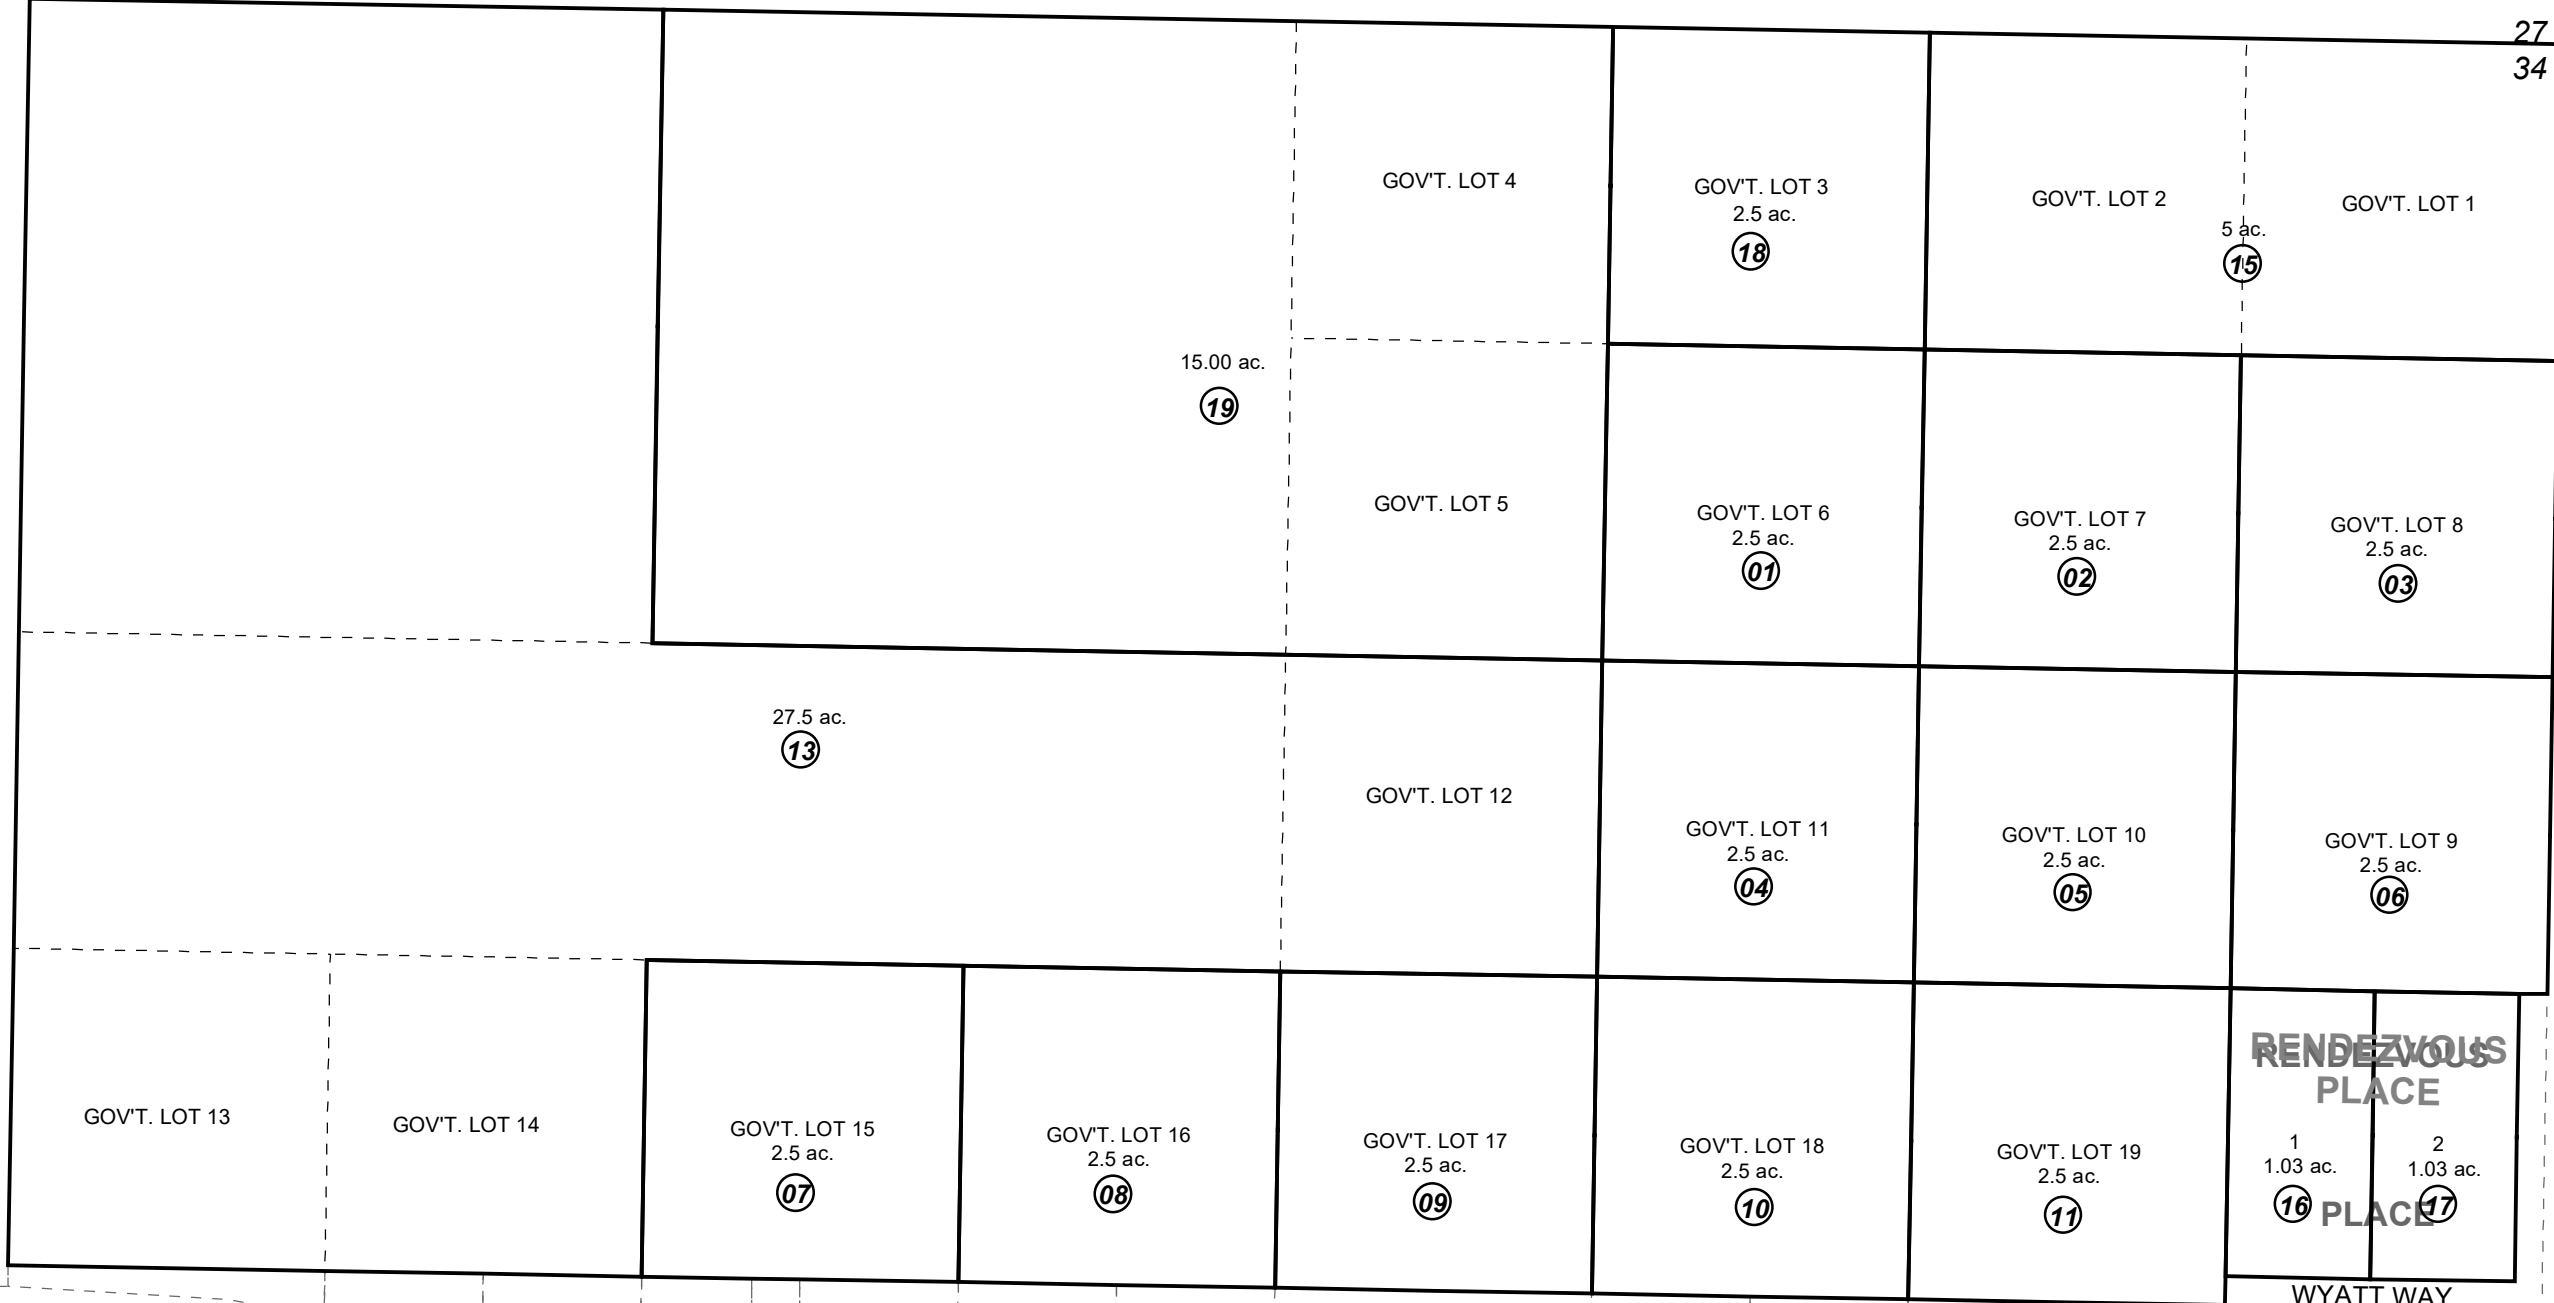 27
34
GOV'T. LOT 4
GOV'T. LOT 3
2.5 ac.
18
GOV'T. LOT 2
GOV'T. LOT 1
5 ac.
15
15.00 ac.
19
GOV'T. LOT 5
GOV'T. LOT 6
2.5 ac.
01
GOV'T. LOT 7
2.5 ac.
02
GOV'T. LOT 8
2.5 ac.
03
27.5 ac.
13
GOV'T. LOT 12
GOV'T. LOT 11
2.5 ac.
04
GOV'T. LOT 10
2.5 ac.
05
GOV'T. LOT 9
2.5 ac.
06
GOV'T. LOT 13
GOV'T. LOT 14
GOV'T. LOT 15
2.5 ac.
07
GOV'T. LOT 16
2.5 ac.
08
GOV'T. LOT 17
2.5 ac.
09
GOV'T. LOT 18
2.5 ac.
10
GOV'T. LOT 19
2.5 ac.
11
RENDEZVOUS
RENDEZVOUS
PLACE
1
1.03 ac.
16
2
1.03 ac.
17
PLACE
WYATT WAY